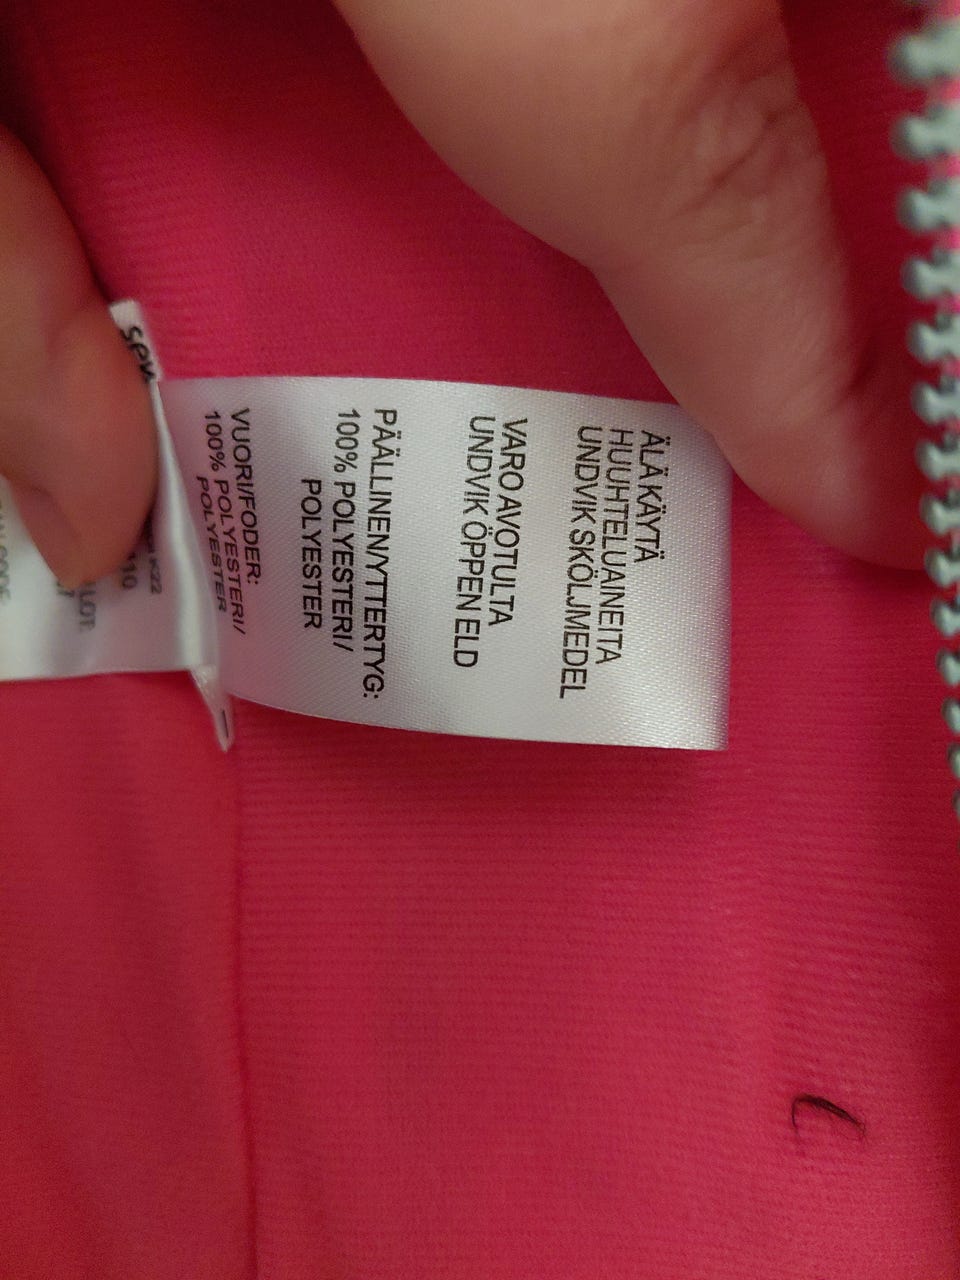 ÄLÄ KÄYTÄ
HUUHTELUAINEITA
UNDVIK SKÖLJMEDEL
VARO AVOTULTA
UNDVIK ÖPPEN ELD
PÄÄLLINEN/YTTERTYG:
100% POLYESTERI/
POLYESTER
VUORI/FODER:
100% POLYESTERI/
POLYESTER
K22